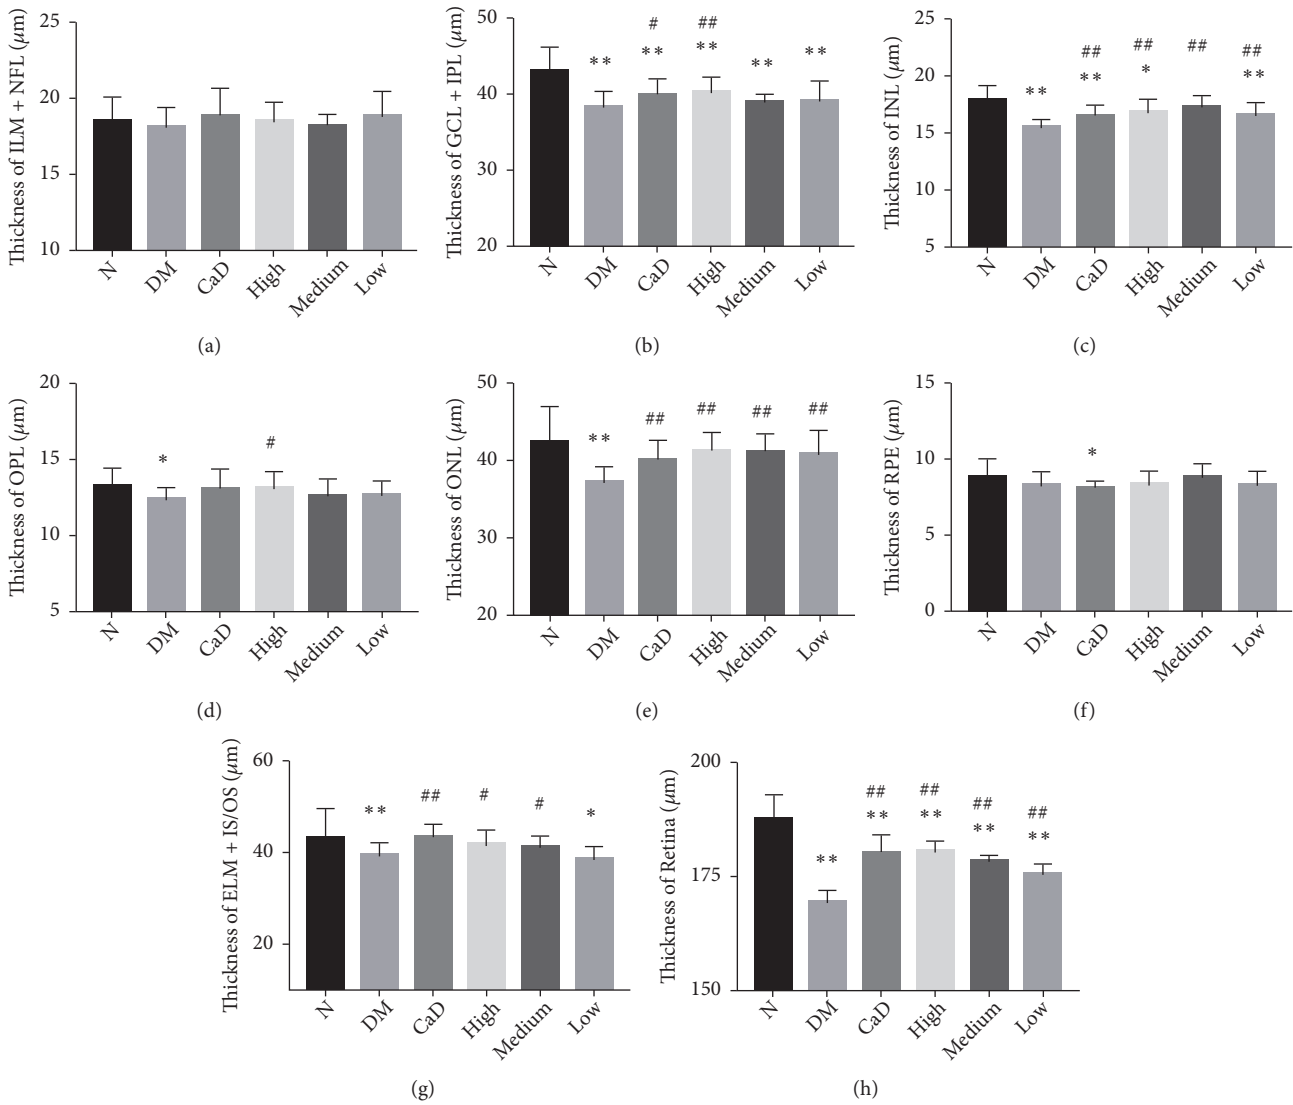 Thickness of ILM + NFL (μm)
25
20
15
10
N
DM
CaD
High
Medium
Low
(a)
Thickness of GCL + IPL (μm)
50
40
30
20
**
#
**
##
**
**
**
N
DM
CaD
High
Medium
Low
(b)
Thickness of INL (μm)
25
20
15
10
5
**
##
**
##
*
##
##
**
N
DM
CaD
High
Medium
Low
(c)
Thickness of OPL (μm)
20
15
10
5
*
#
N
DM
CaD
High
Medium
Low
(d)
Thickness of ONL (μm)
50
40
30
20
**
##
##
##
##
N
DM
CaD
High
Medium
Low
(e)
Thickness of RPE (μm)
15
10
5
0
*
N
DM
CaD
High
Medium
Low
(f)
Thickness of ELM + IS/OS (μm)
60
40
20
**
##
#
#
*
N
DM
CaD
High
Medium
Low
(g)
Thickness of Retina (μm)
200
175
150
**
##
**
##
**
##
**
##
**
N
DM
CaD
High
Medium
Low
(h)